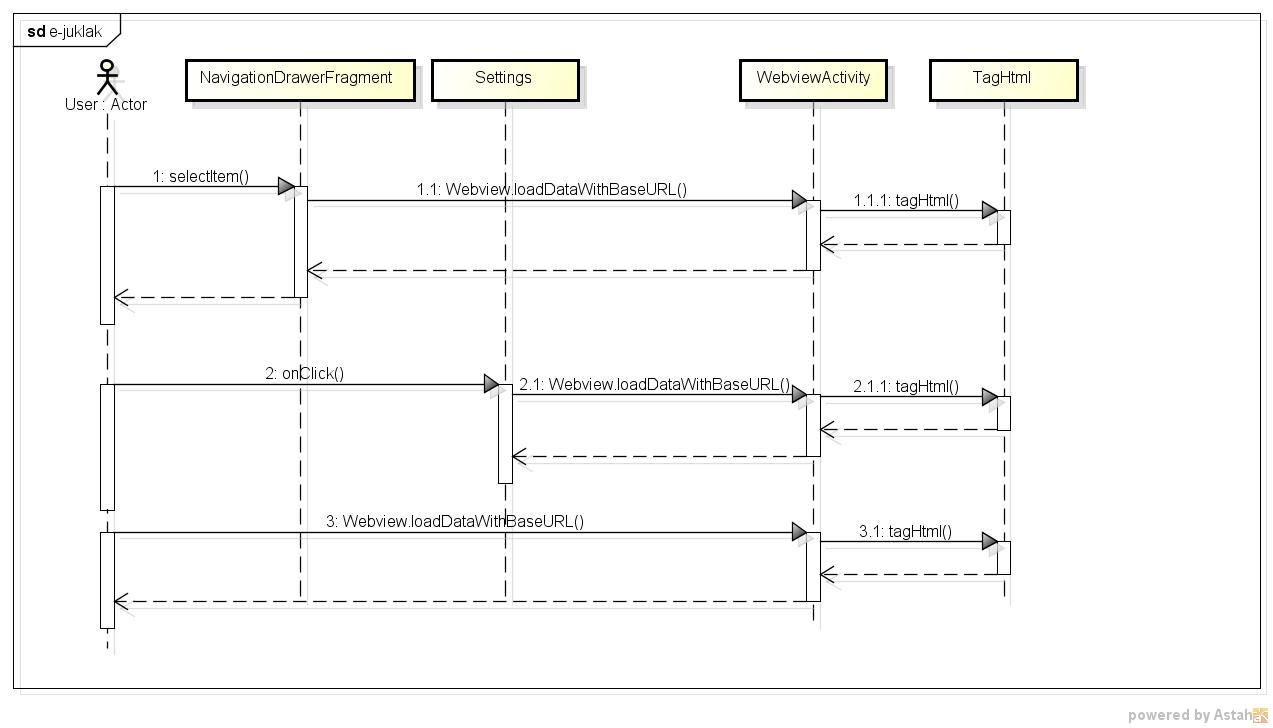 sd e-juklak
User : Actor
NavigationDrawerFragment
Settings
WebviewActivity
TagHtml
1: selectItem()
1.1: Webview.loadDataWithBaseURL()
1.1.1: tagHtml()
2: onClick()
2.1: Webview.loadDataWithBaseURL()
2.1.1: tagHtml()
3: Webview.loadDataWithBaseURL()
3.1: tagHtml()
powered by Astah